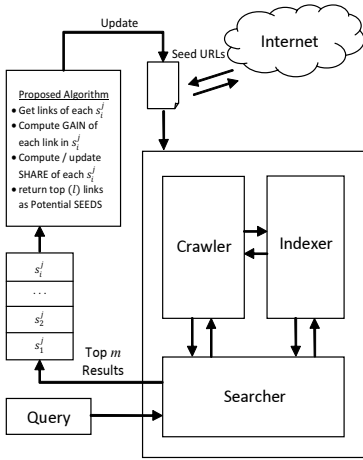 Update
Seed URLs
Internet
Proposed Algorithm
• Get links of each $s_i^j$
• Compute GAIN of
each link in $s_i^j$
• Compute / update
SHARE of each $s_i^j$
• return top ($l$) links
as Potential SEEDS
Crawler
Indexer
$s_i^j$
...
$s_2^j$
$s_1^j$
Top $m$
Results
Searcher
Query